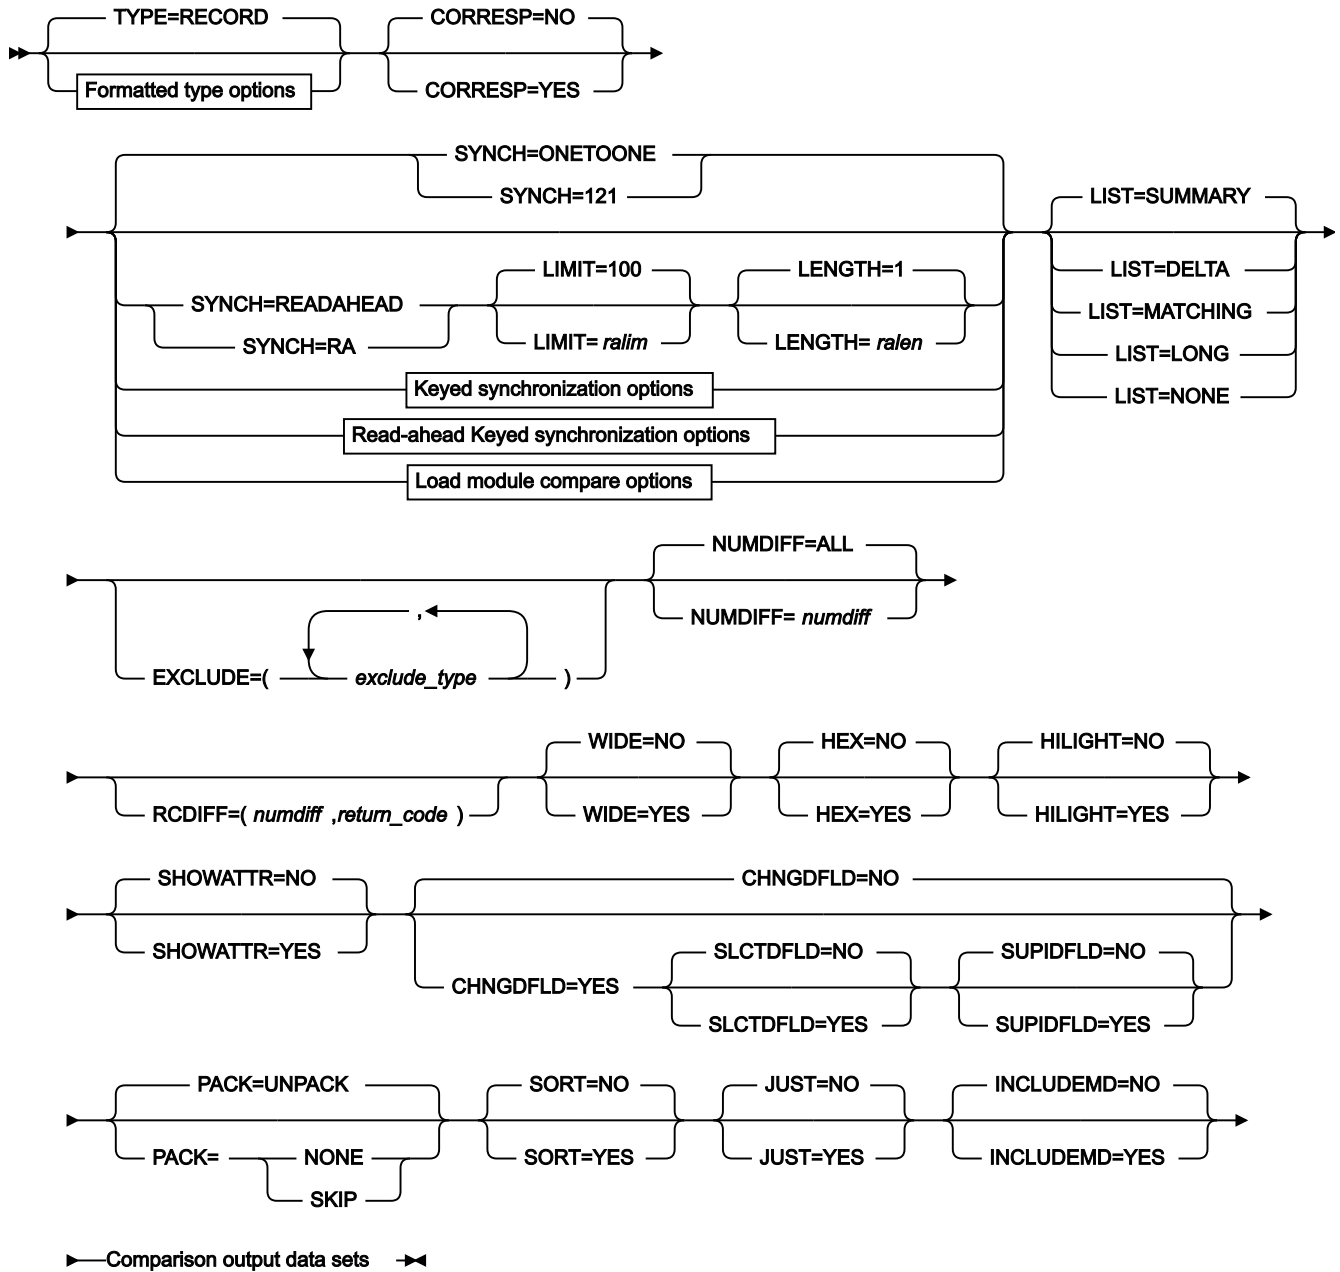 TYPE=RECORD CORRESP=NO
Formatted type options CORRESP=YES
SYNCH=ONETOONE
SYNCH=121 LIST=SUMMARY
LIMIT=100 LENGTH=1 LIST=DELTA
SYNCH=READAHEAD LIST=MATCHING
SYNCH=RA LIMIT= ralim LENGTH= ralen LIST=LONG
Keyed synchronization options LIST=NONE
Read-ahead Keyed synchronization options
Load module compare options
NUMDIFF=ALL
, NUMDIFF= numdiff
EXCLUDE=( exclude_type )
WIDE=NO HEX=NO HILIGHT=NO
RCDIFF=( numdiff ,return_code ) WIDE=YES HEX=YES HILIGHT=YES
SHOWATTR=NO CHNGDFLD=NO
SHOWATTR=YES SLCTDFLD=NO SUPIDFLD=NO
CHNGDFLD=YES
SLCTDFLD=YES SUPIDFLD=YES
PACK=UNPACK SORT=NO JUST=NO INCLUDEMD=NO
PACK= NONE SORT=YES JUST=YES INCLUDEMD=YES
SKIP
Comparison output data sets